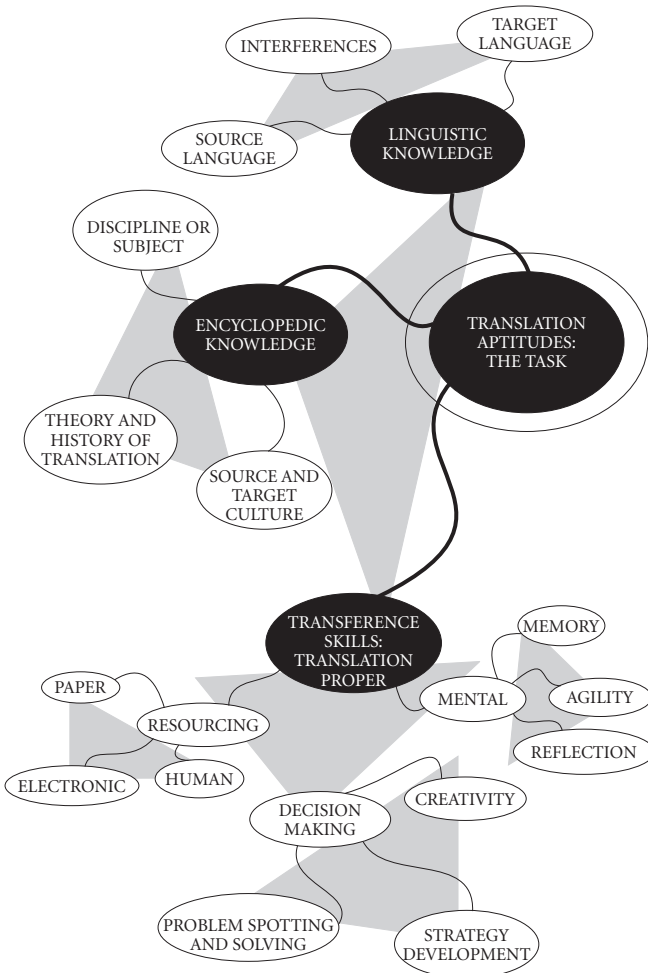 TARGET
LANGUAGE
INTERFERENCES
SOURCE
LANGUAGE
LINGUISTIC
KNOWLEDGE
DISCIPLINE OR
SUBJECT
ENCYCLOPEDIC
KNOWLEDGE
TRANSLATION
APTITUDES:
THE TASK
THEORY AND
HISTORY OF
TRANSLATION
SOURCE AND
TARGET
CULTURE
TRANSFERENCE
SKILLS:
TRANSLATION
PROPER
MEMORY
PAPER
MENTAL
AGILITY
RESOURCING
REFLECTION
ELECTRONIC
HUMAN
DECISION
MAKING
CREATIVITY
PROBLEM SPOTTING
AND SOLVING
STRATEGY
DEVELOPMENT